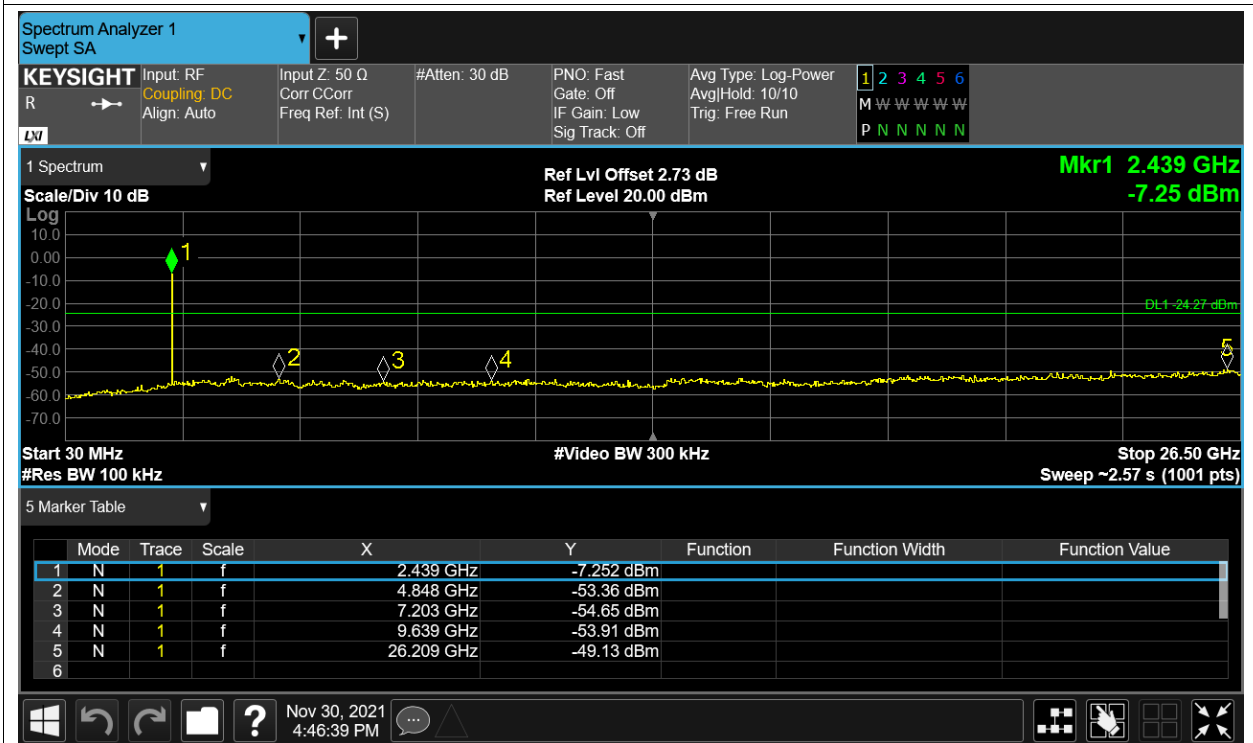 Spectrum Analyzer 1
Swept SA
KEYSIGHT
R
LXI
Input: RF
Coupling: DC
Align: Auto
Input Z: 50 Ω
Corr CCorr
Freq Ref: Int (S)
#Atten: 30 dB
PNO: Fast
Gate: Off
IF Gain: Low
Sig Track: Off
Avg Type: Log-Power
Avg|Hold: 10/10
Trig: Free Run
1 2 3 4 5 6
M W W W W W
P N N N N N
1 Spectrum
Scale/Div 10 dB
Ref Lvl Offset 2.73 dB
Ref Level 20.00 dBm
Mkr1 2.439 GHz
-7.25 dBm
Log
10.0
0.00
-10.0
-20.0
-30.0
-40.0
-50.0
-60.0
-70.0
1
2
3
4
5
DL1 -24.27 dBm
Start 30 MHz
#Res BW 100 kHz
#Video BW 300 kHz
Stop 26.50 GHz
Sweep ~2.57 s (1001 pts)
5 Marker Table
Mode Trace Scale X Y Function Function Width Function Value
1 N 1 f 2.439 GHz -7.252 dBm
2 N 1 f 4.848 GHz -53.36 dBm
3 N 1 f 7.203 GHz -54.65 dBm
4 N 1 f 9.639 GHz -53.91 dBm
5 N 1 f 26.209 GHz -49.13 dBm
6
?
Nov 30, 2021
4:46:39 PM